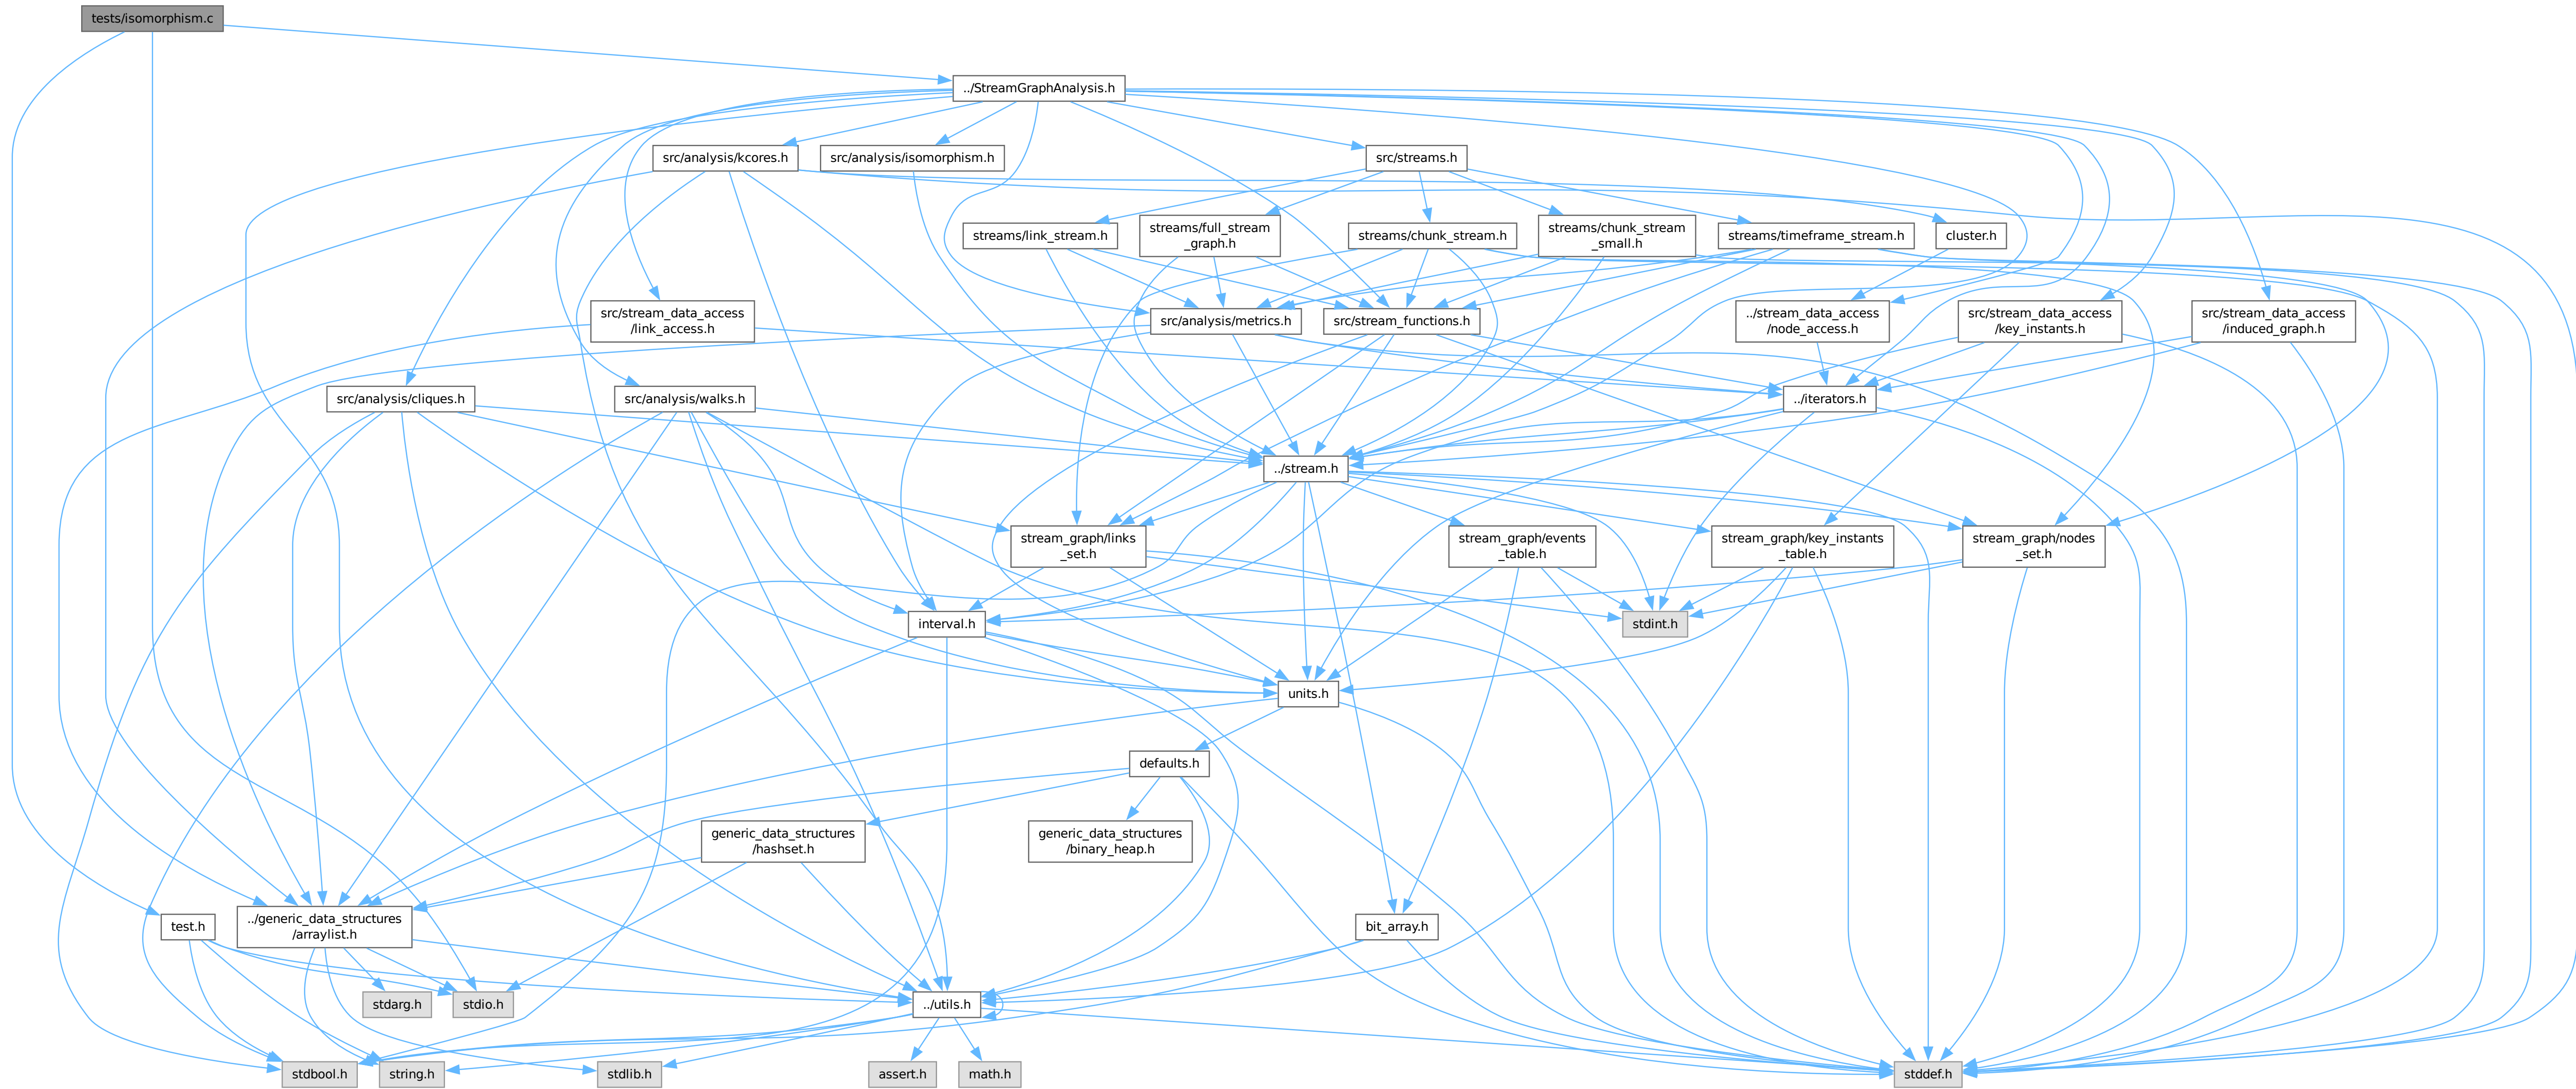 tests/isomorphism.c
../StreamGraphAnalysis.h
src/analysis/kcores.h
src/analysis/isomorphism.h
src/streams.h
streams/link_stream.h
streams/full_stream
_graph.h
streams/chunk_stream.h
streams/chunk_stream
_small.h
streams/timeframe_stream.h
cluster.h
src/stream_data_access
/link_access.h
src/analysis/metrics.h
src/stream_functions.h
../stream_data_access
/node_access.h
src/stream_data_access
/key_instants.h
src/stream_data_access
/induced_graph.h
src/analysis/cliques.h
src/analysis/walks.h
../iterators.h
../stream.h
stream_graph/links
_set.h
stream_graph/events
_table.h
stream_graph/key_instants
_table.h
stream_graph/nodes
_set.h
interval.h
stdint.h
units.h
defaults.h
generic_data_structures
/hashset.h
generic_data_structures
/binary_heap.h
test.h
../generic_data_structures
/arraylist.h
bit_array.h
stdarg.h
stdio.h
../utils.h
stdbool.h
string.h
stdlib.h
assert.h
math.h
stddef.h